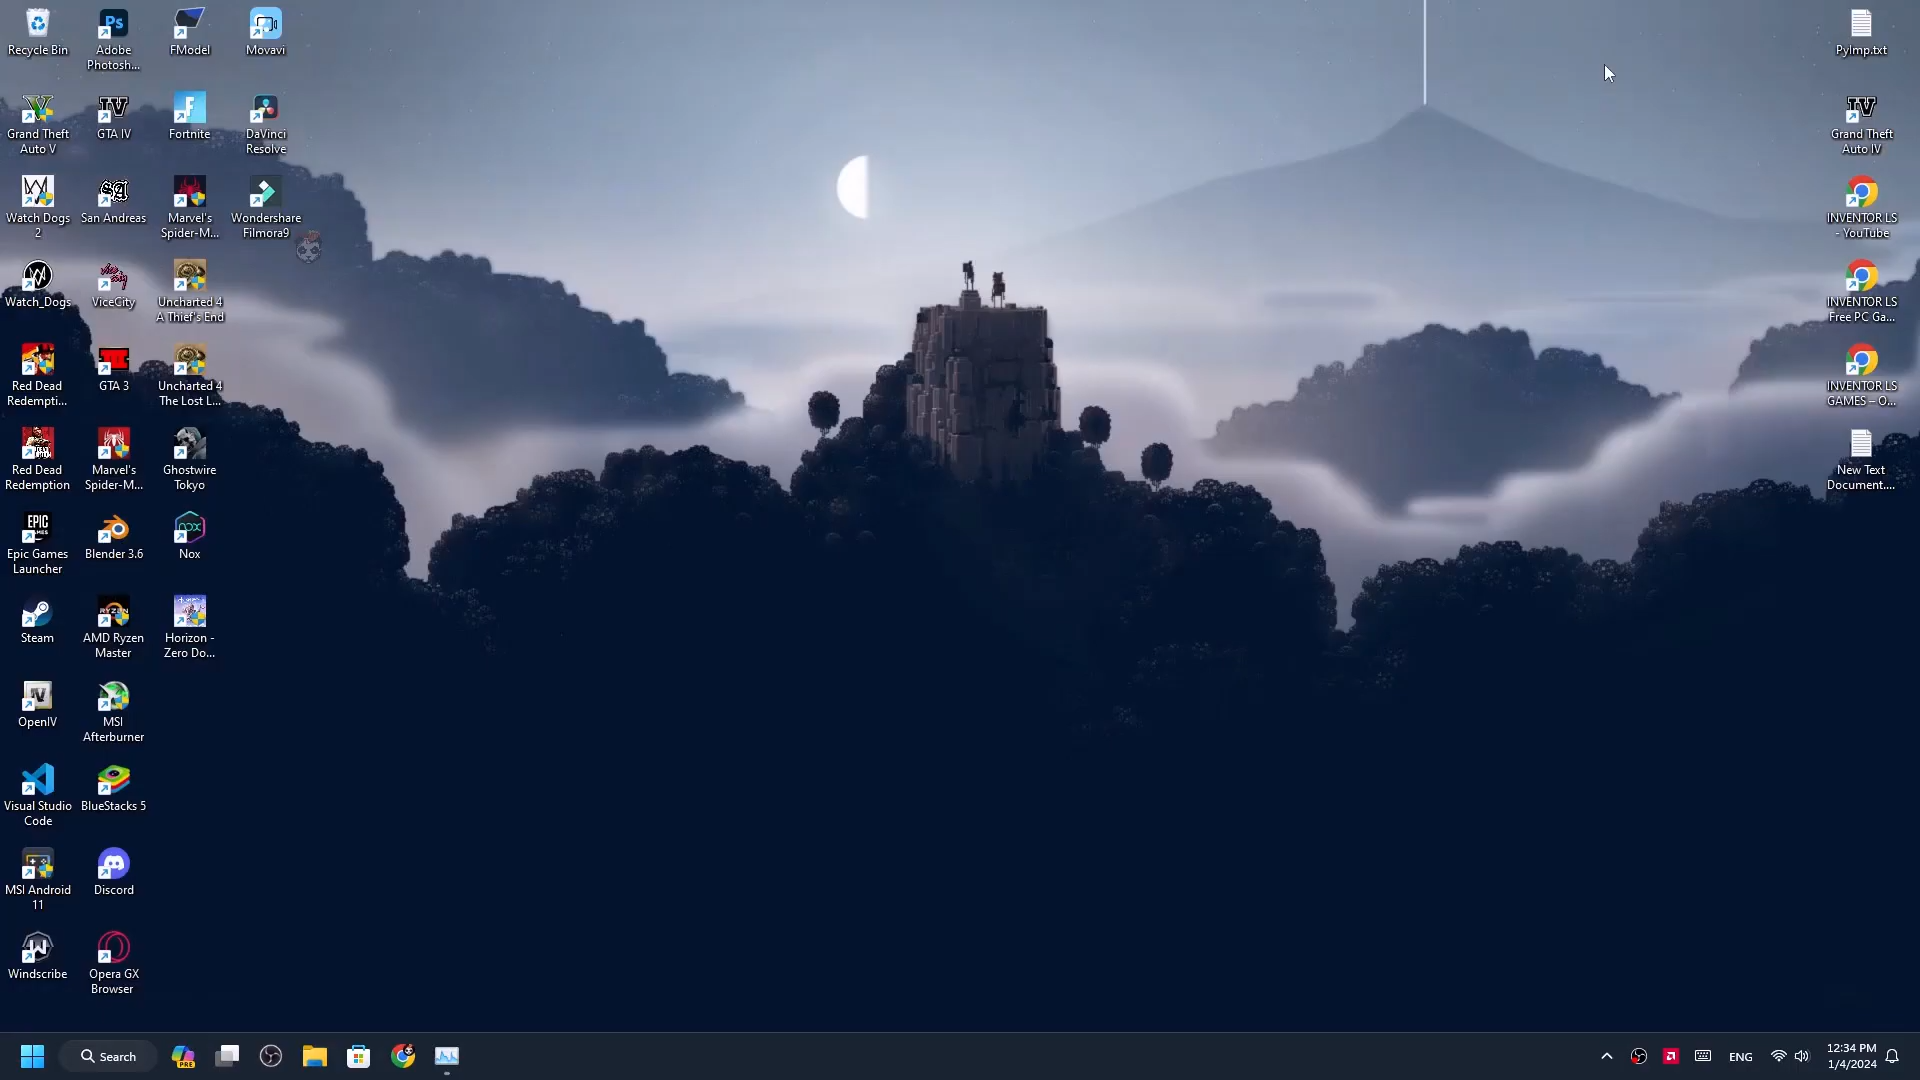 Recycle Bin
Adobe
Photosh...
FModel
Movavi
Grand Theft
Auto V
GTA IV
Fortnite
DaVinci
Resolve
Watch Dogs
2
San Andreas
Marvel's
Spider-M...
Wondershare
Filmora9
Watch_Dogs
ViceCity
Uncharted 4
A Thief's End
Red Dead
Redempti...
GTA 3
Uncharted 4
The Lost L...
Red Dead
Redemption
Marvel's
Spider-M...
Ghostwire
Tokyo
Epic Games
Launcher
Blender 3.6
Nox
Steam
AMD Ryzen
Master
Horizon -
Zero Do...
OpenIV
MSI
Afterburner
Visual Studio
Code
BlueStacks 5
MSI Android
11
Discord
Windscribe
Opera GX
Browser
PyImp.txt
Grand Theft
Auto IV
INVENTOR LS
- YouTube
INVENTOR LS
Free PC Ga...
INVENTOR LS
GAMES – O...
New Text
Document....
Search
PRE
ENG
12:34 PM
1/4/2024